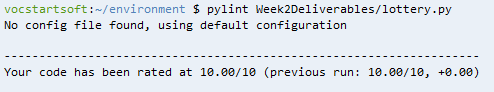 vocstartsoft:~/environment $ pylint Week2Deliverables/lottery.py
No config file found, using default configuration
--------------------------------------------------------------------
Your code has been rated at 10.00/10 (previous run: 10.00/10, +0.00)